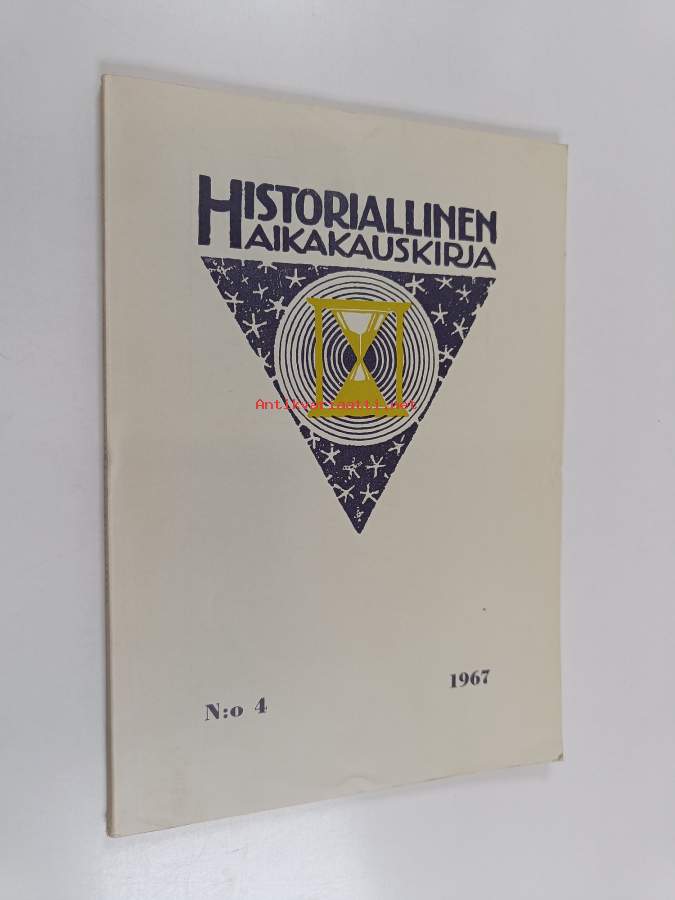 HISTORIALLINEN
AIKAKAUSKIRJA
Antikvariaatti.net
N:o 4
1967